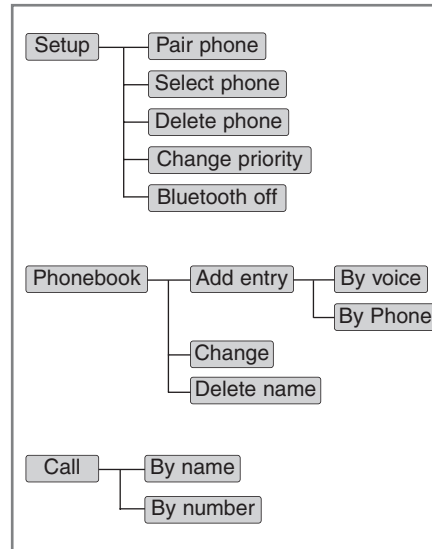 Setup
Pair phone
Select phone
Delete phone
Change priority
Bluetooth off
Phonebook
Add entry
By voice
By Phone
Change
Delete name
Call
By name
By number